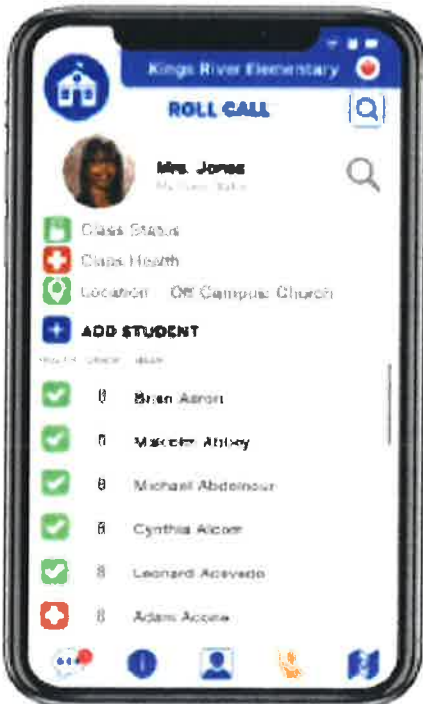 Kings River Elementary
ROLL CALL
Mrs. Jones
Class Status
Class Health
Location Off Campus: Church
ADD STUDENT
8 Brian Aaron
8 Malcolm Abbey
8 Michael Abdelnour
8 Cynthia Alcorn
8 Leonard Acevedo
8 Adam